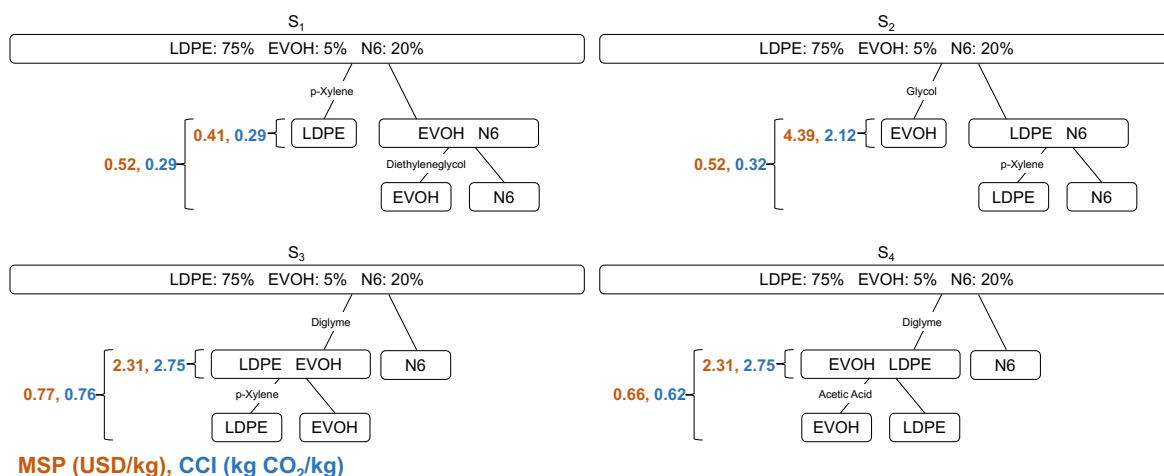 S₁
LDPE: 75% EVOH: 5% N6: 20%
p-Xylene
0.41, 0.29
LDPE
EVOH N6
0.52, 0.29
Diethyleneglycol
EVOH
N6
S₂
LDPE: 75% EVOH: 5% N6: 20%
Glycol
4.39, 2.12
EVOH
LDPE N6
0.52, 0.32
p-Xylene
LDPE
N6
S₃
LDPE: 75% EVOH: 5% N6: 20%
Diglyme
2.31, 2.75
LDPE EVOH
N6
0.77, 0.76
p-Xylene
LDPE
EVOH
S₄
LDPE: 75% EVOH: 5% N6: 20%
Diglyme
2.31, 2.75
EVOH LDPE
N6
0.66, 0.62
Acetic Acid
EVOH
LDPE
MSP (USD/kg), CCI (kg CO₂/kg)